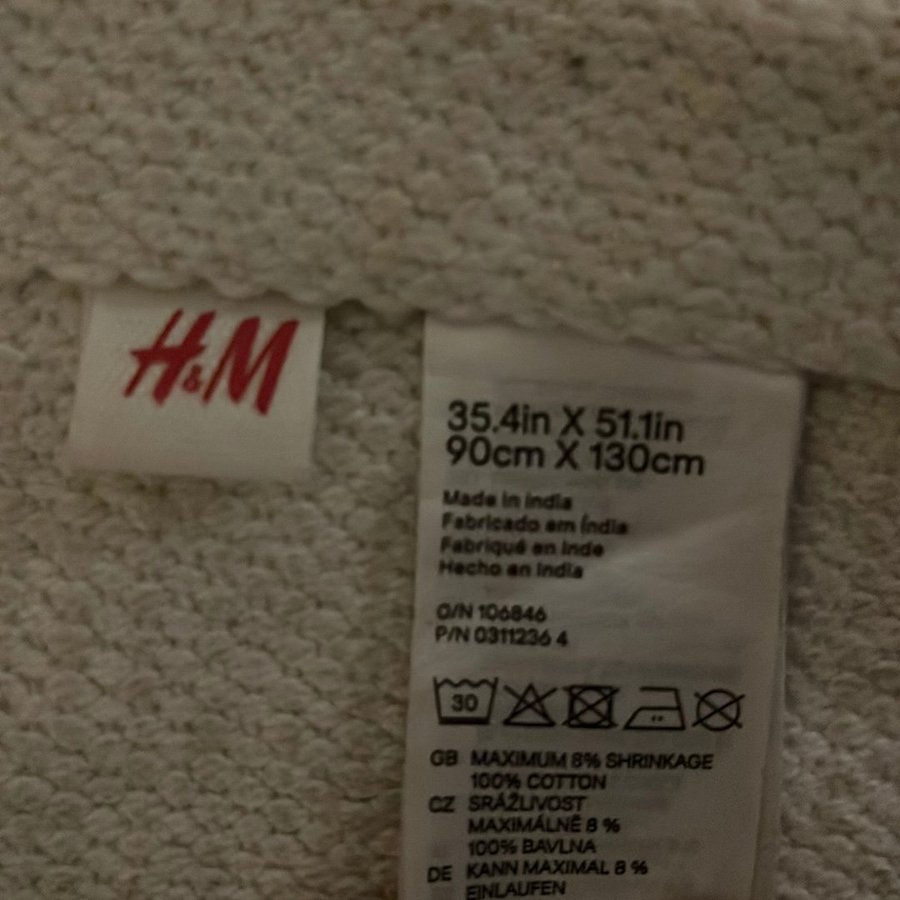 H&M
35.4in X 51.1in
90cm X 130cm
Made in India
Fabricado em Índia
Fabriqué en Inde
Hecho en India
O/N 106846
P/N 0311236 4
30
GB MAXIMUM 8% SHRINKAGE
100% COTTON
CZ SRÁŽLIVOST
MAXIMÁLNĚ 8 %
100% BAVLNA
DE KANN MAXIMAL 8 %
EINLAUFEN